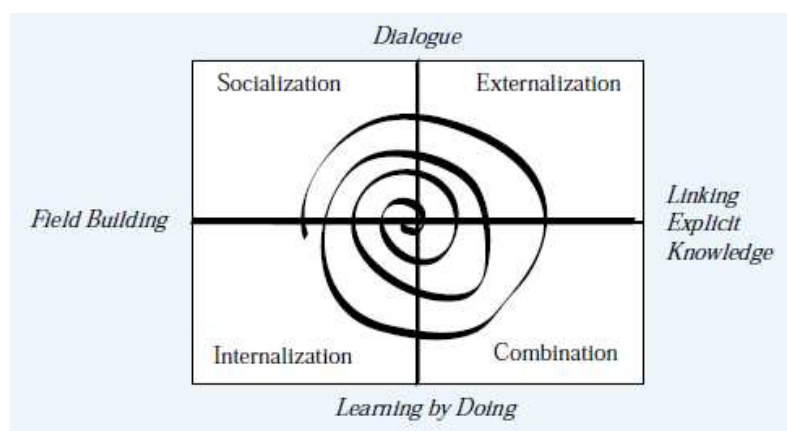 Dialogue
Socialization
Externalization
Field Building
Linking
Explicit
Knowledge
Internalization
Combination
Learning by Doing